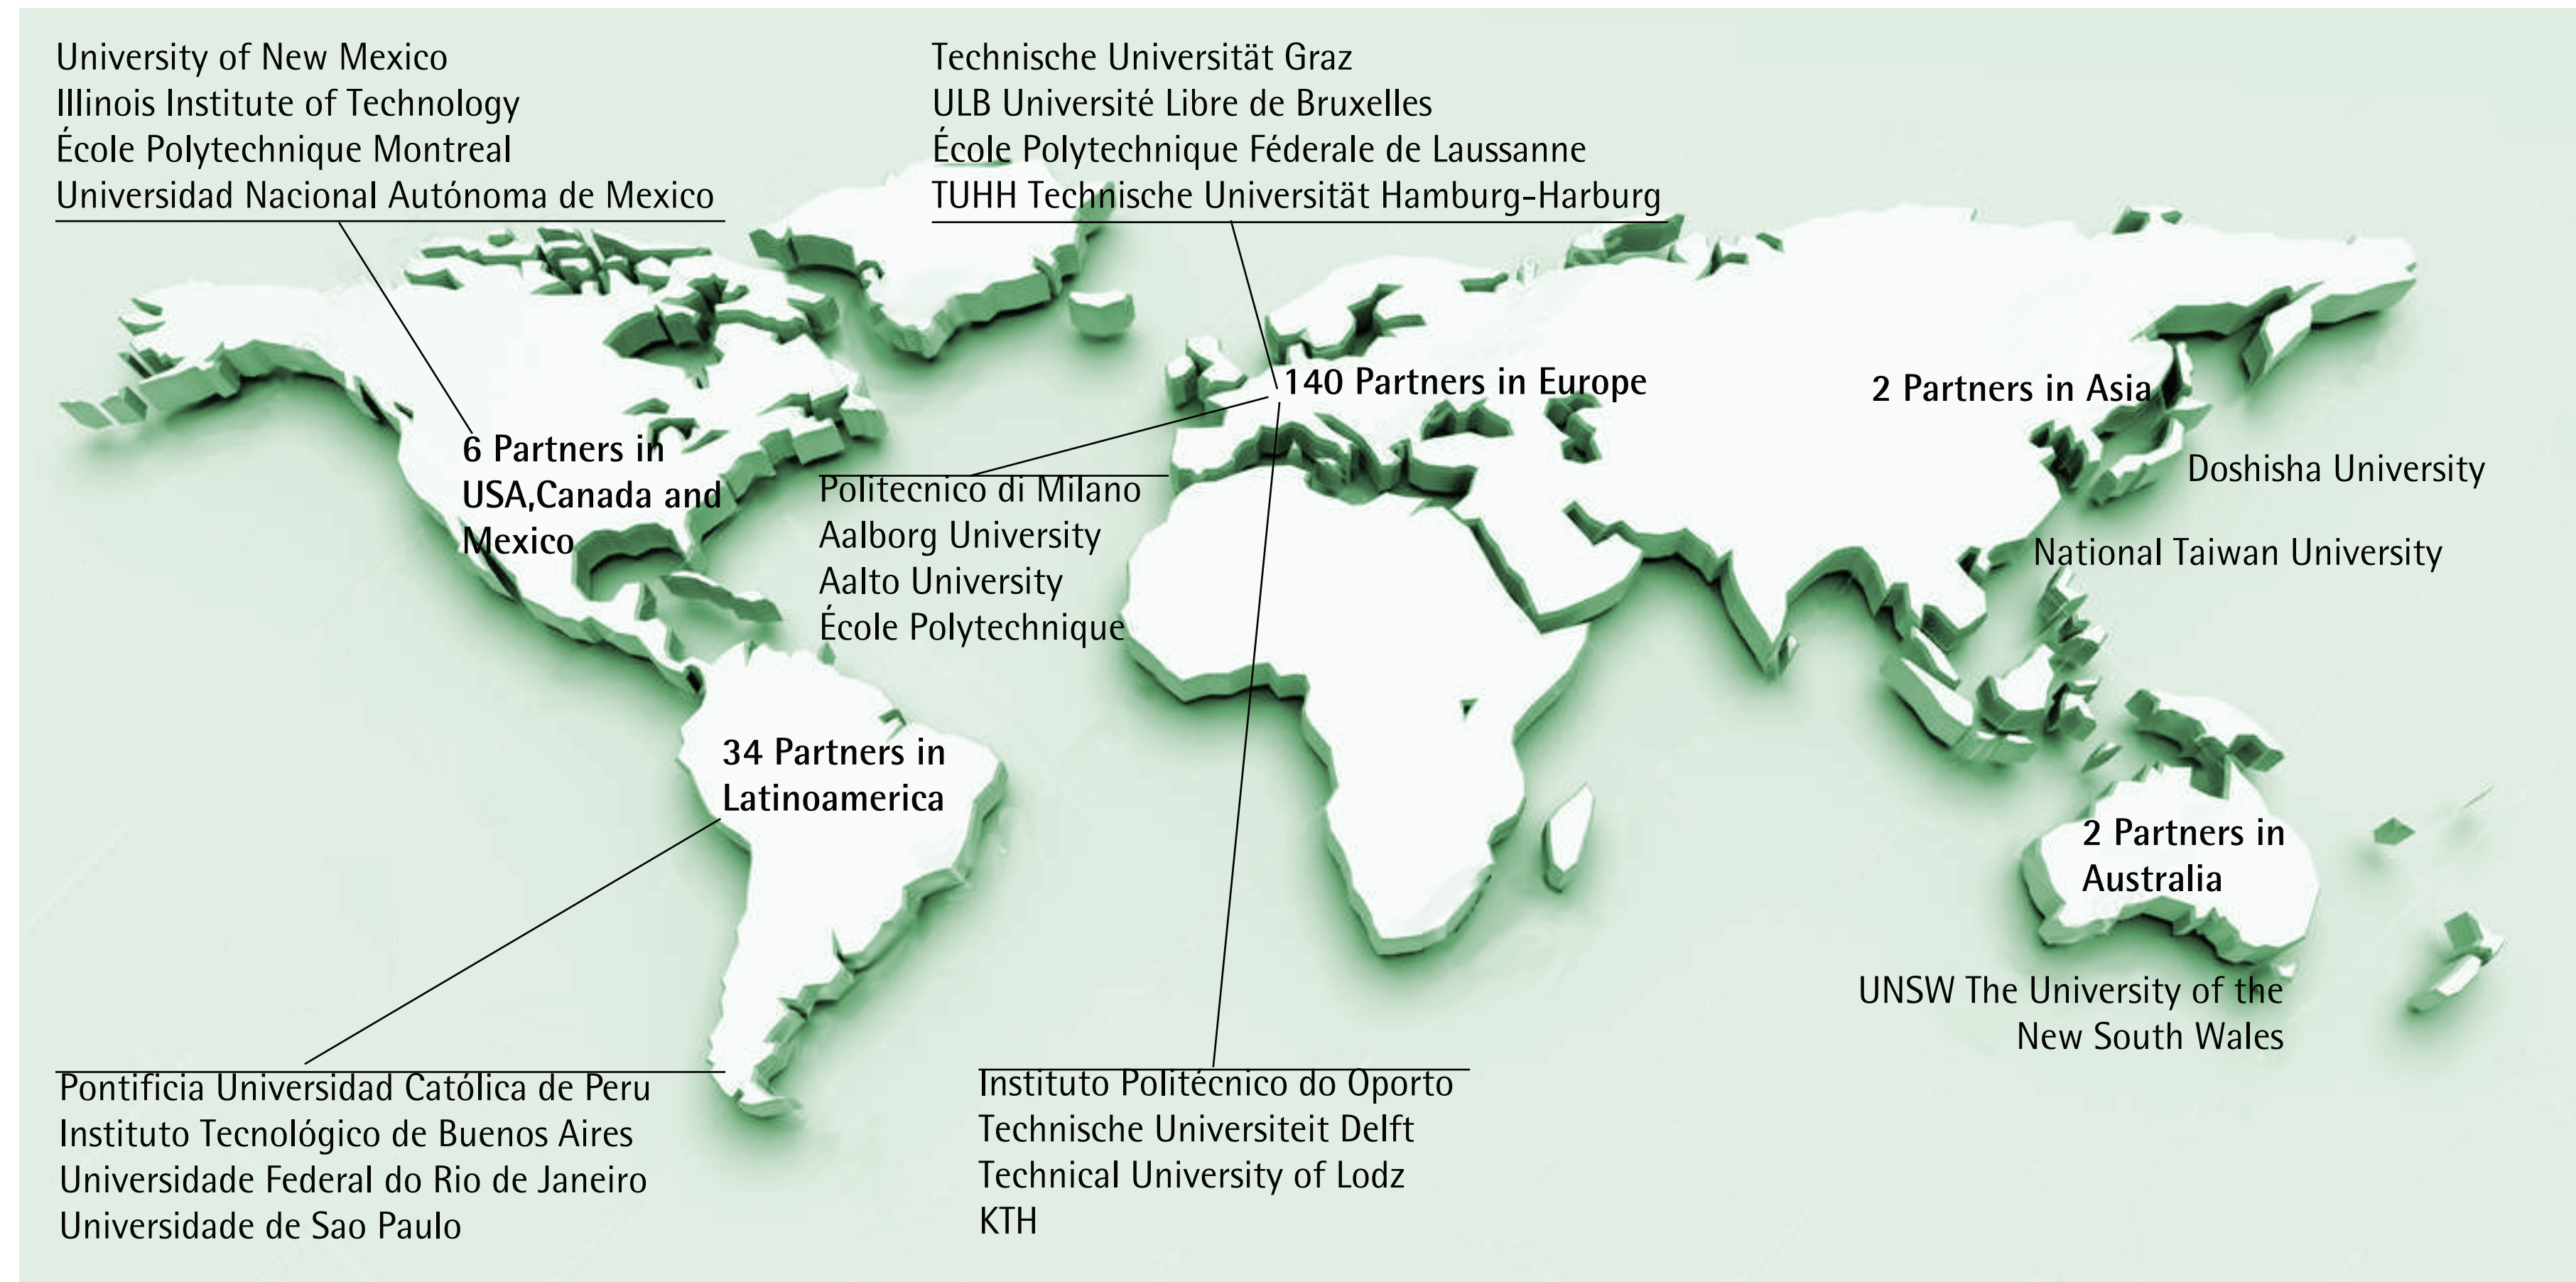 University of New Mexico
Illinois Institute of Technology
École Polytechnique Montreal
Universidad Nacional Autónoma de Mexico
Technische Universität Graz
ULB Université Libre de Bruxelles
École Polytechnique Féderale de Laussanne
TUHH Technische Universität Hamburg-Harburg
140 Partners in Europe
2 Partners in Asia
6 Partners in
USA,Canada and
Mexico
Politecnico di Milano
Aalborg University
Aalto University
École Polytechnique
Doshisha University
National Taiwan University
34 Partners in
Latinoamerica
2 Partners in
Australia
UNSW The University of the
New South Wales
Pontificia Universidad Católica de Peru
Instituto Tecnológico de Buenos Aires
Universidade Federal do Rio de Janeiro
Universidade de Sao Paulo
Instituto Politécnico do Oporto
Technische Universiteit Delft
Technical University of Lodz
KTH